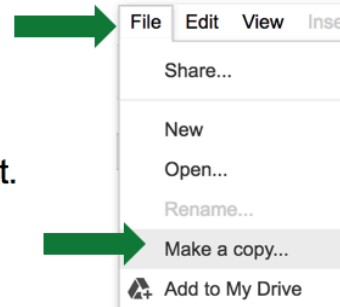 File Edit View Inse
Share...
New
Open...
t.
Rename...
Make a copy...
Add to My Drive